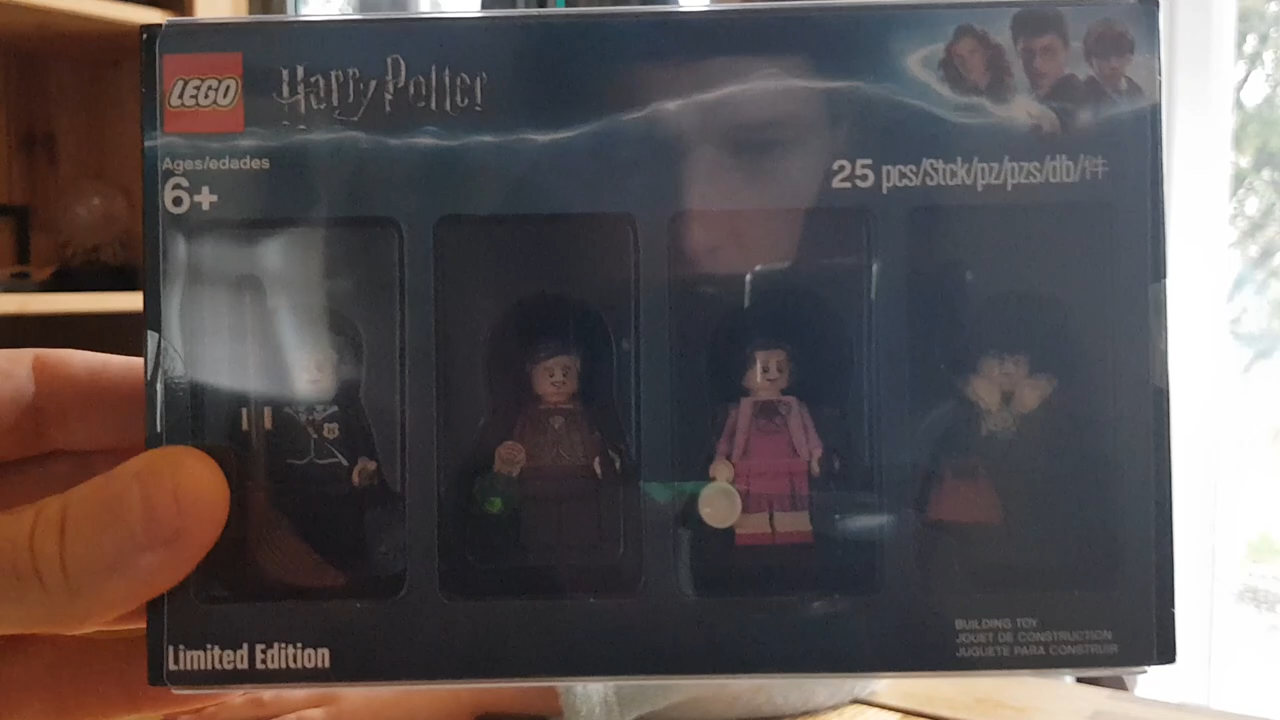 LEGO
Harry Potter
Ages/edades
6+
25 pcs/Stck/pz/pzs/db/件
Limited Edition
BUILDING TOY
JOUET DE CONSTRUCTION
JUGUETE PARA CONSTRUIR